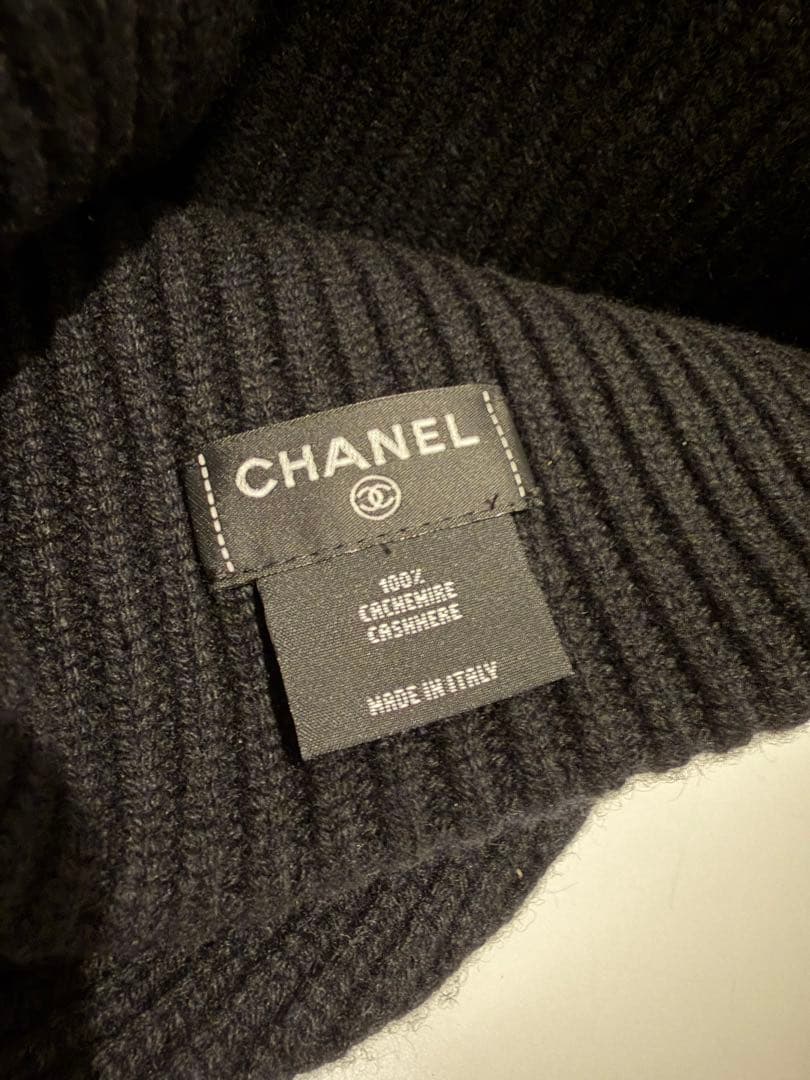 CHANEL
100%
CACHEMIRE
CASHMERE
MADE IN ITALY